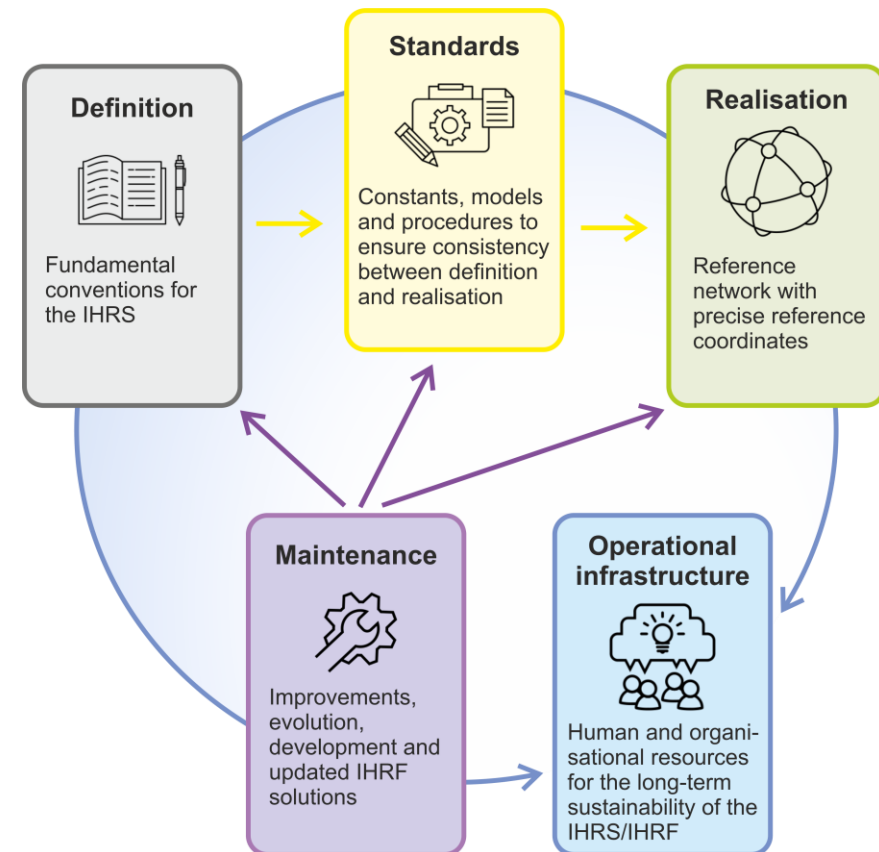 Definition
Fundamental
conventions for
the IHRS
Standards
Constants, models
and procedures to
ensure consistency
between definition
and realisation
Realisation
Reference
network with
precise reference
coordinates
Maintenance
Improvements,
evolution,
development and
updated IHRF
solutions
Operational
infrastructure
Human and organi-
sational resources
for the long-term
sustainability of the
IHRS/IHRF